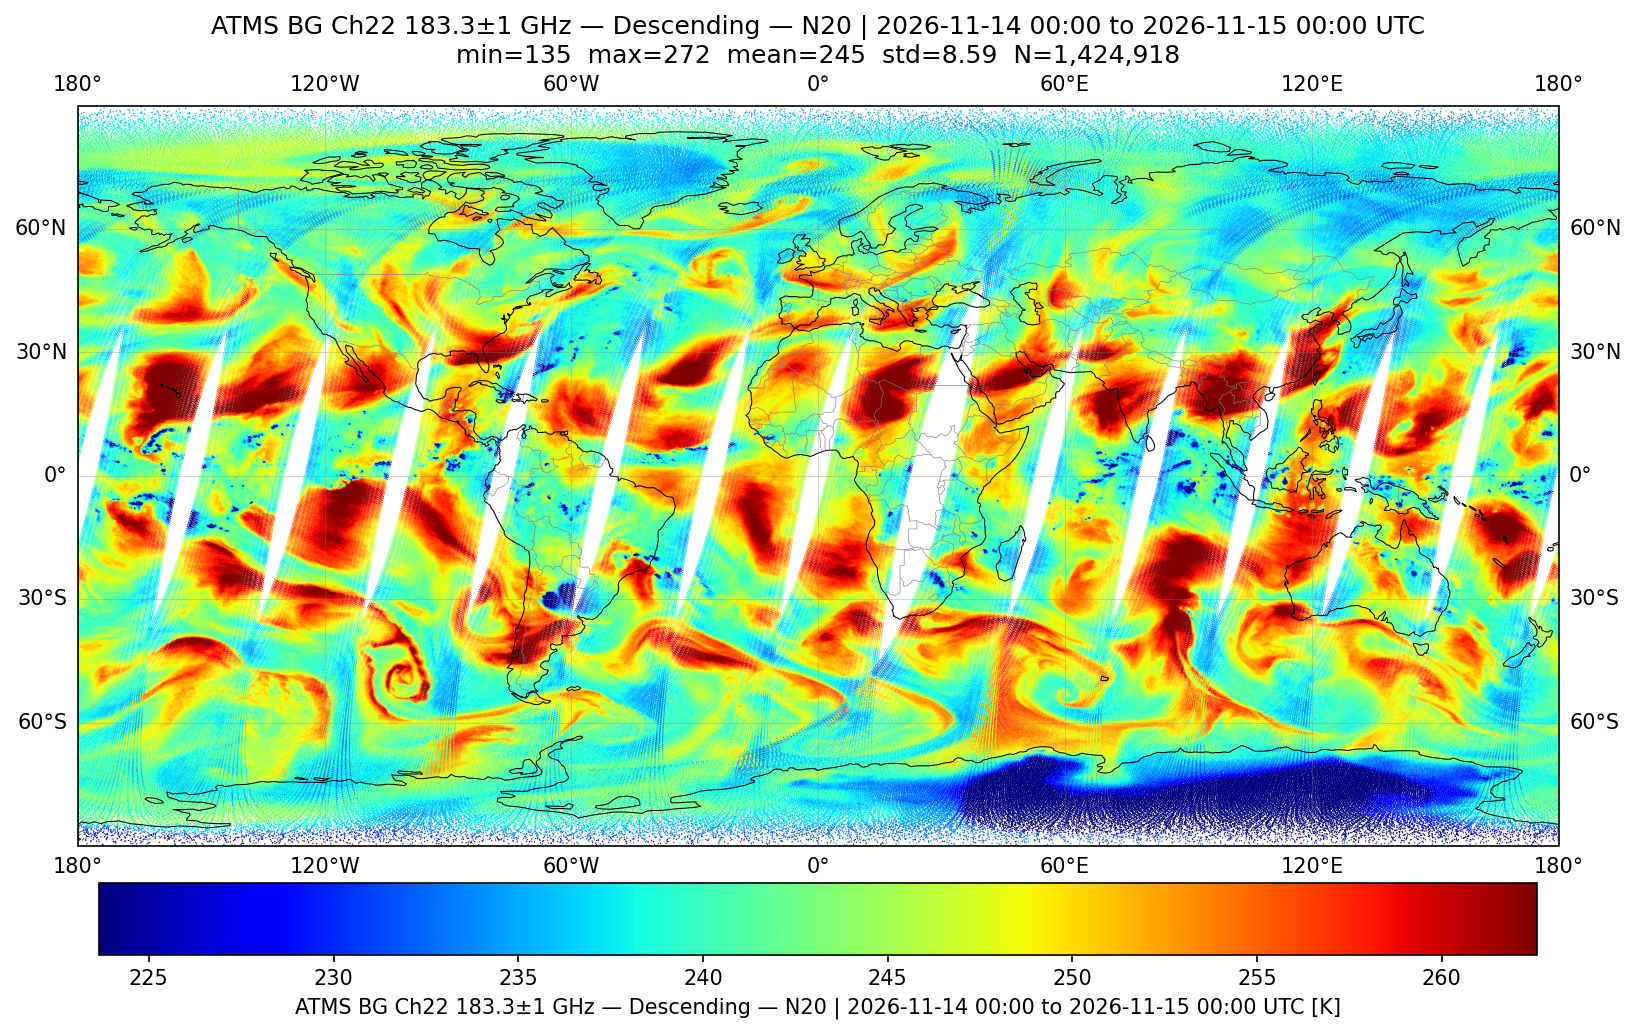 ATMS BG Ch22 183.3±1 GHz — Descending — N20 | 2026-11-14 00:00 to 2026-11-15 00:00 UTC
min=135  max=272  mean=245  std=8.59  N=1,424,918
180° 120°W 60°W 0° 60°E 120°E 180°
60°N 60°N
30°N 30°N
0° 0°
30°S 30°S
60°S 60°S
180° 120°W 60°W 0° 60°E 120°E 180°
225 230 235 240 245 250 255 260
ATMS BG Ch22 183.3±1 GHz — Descending — N20 | 2026-11-14 00:00 to 2026-11-15 00:00 UTC [K]